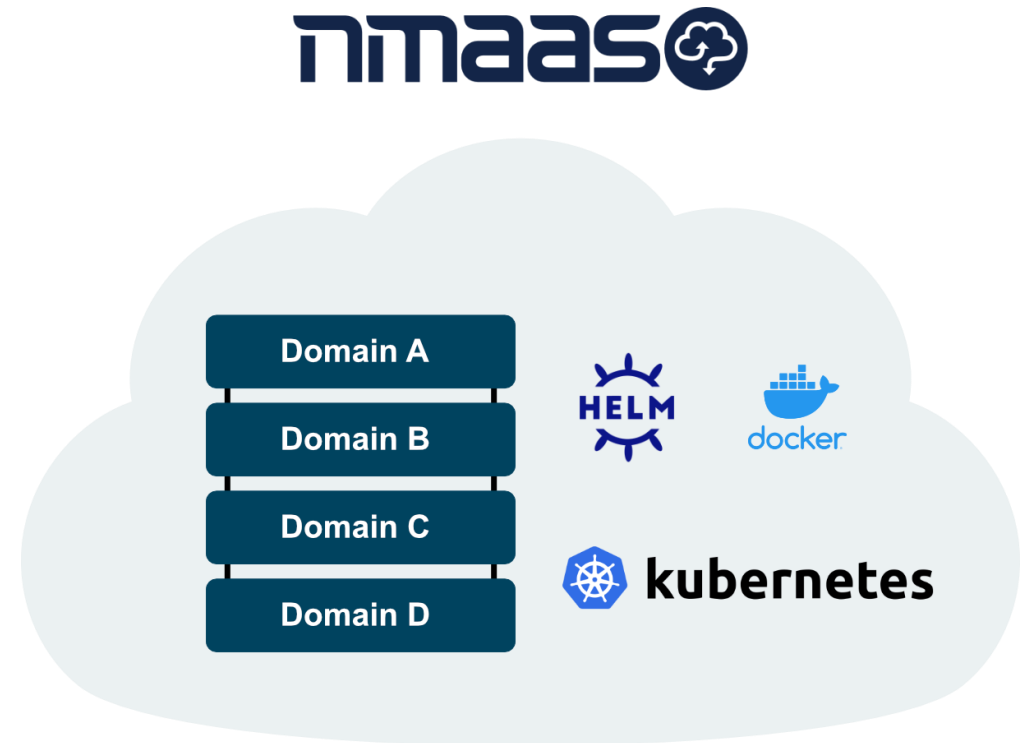 nmaas
Domain A
Domain B
Domain C
Domain D
HELM
docker
kubernetes